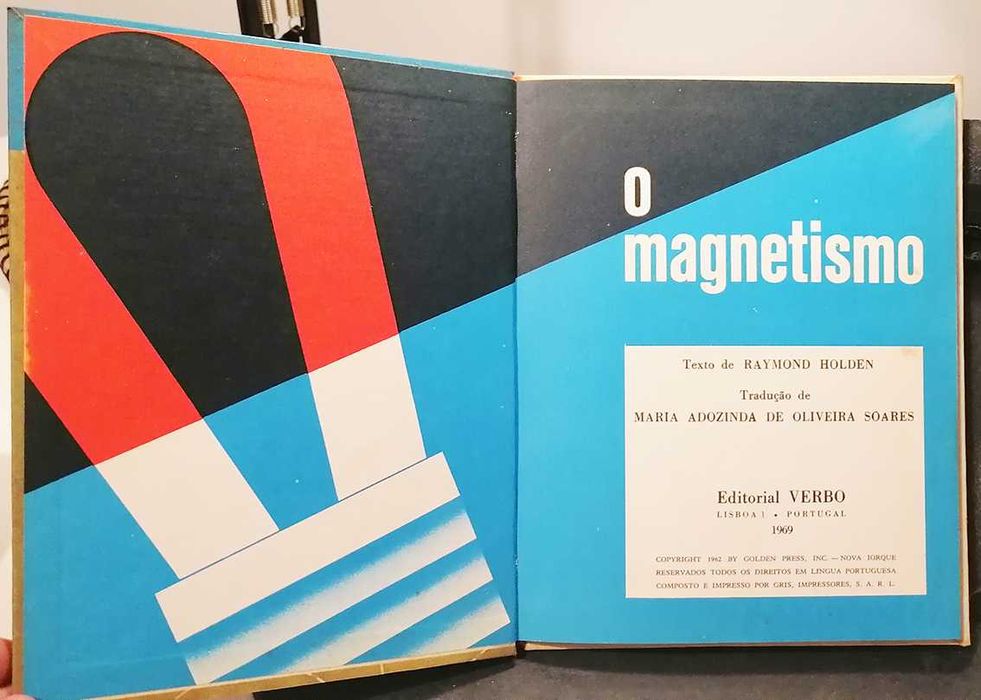 O
magnetismo
Texto de RAYMOND HOLDEN
Tradução de
MARIA ADOZINDA DE OLIVEIRA SOARES
Editorial VERBO
LISBOA 1 • PORTUGAL
1969
COPYRIGHT 1962 BY GOLDEN PRESS, INC. — NOVA IORQUE
RESERVADOS TODOS OS DIREITOS EM LINGUA PORTUGUESA
COMPOSTO E IMPRESSO POR GRIS, IMPRESSORES, S. A. R. L.